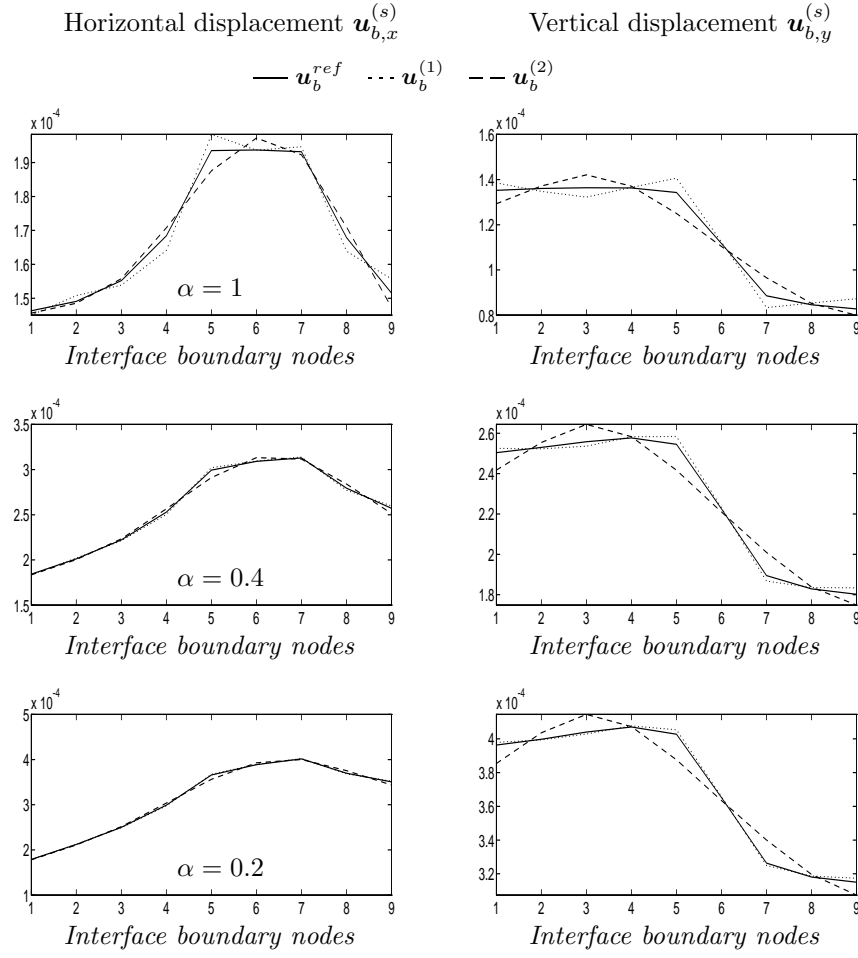 Horizontal displacement u_{b,x}^{(s)} Vertical displacement u_{b,y}^{(s)}
u_b^{ref} u_b^{(1)} u_b^{(2)}
x 10^{-4}
1.9
1.8
1.7
1.6
1.5
α = 1
1 2 3 4 5 6 7 8 9
Interface boundary nodes
x 10^{-4}
1.6
1.4
1.2
1
0.8
1 2 3 4 5 6 7 8 9
Interface boundary nodes
x 10^{-4}
3.5
3
2.5
2
1.5
α = 0.4
1 2 3 4 5 6 7 8 9
Interface boundary nodes
x 10^{-4}
2.6
2.4
2.2
2
1.8
1 2 3 4 5 6 7 8 9
Interface boundary nodes
x 10^{-4}
5
4
3
2
1
α = 0.2
1 2 3 4 5 6 7 8 9
Interface boundary nodes
x 10^{-4}
4
3.8
3.6
3.4
3.2
1 2 3 4 5 6 7 8 9
Interface boundary nodes